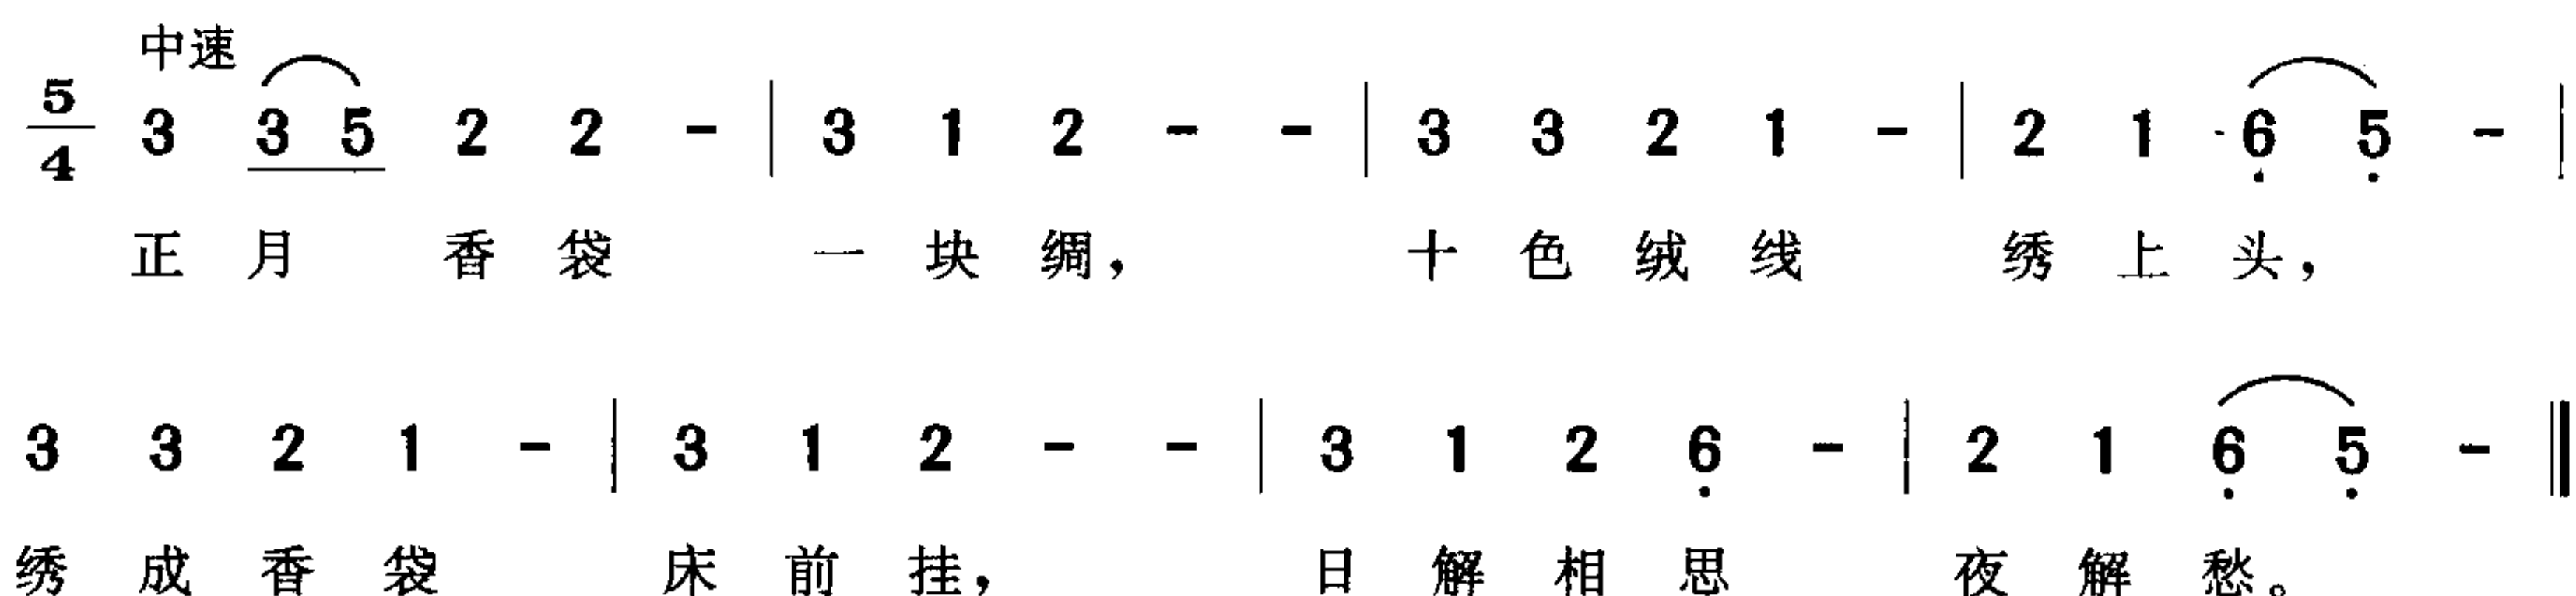 中速
5/4 3 3 5 2 2 - | 3 1 2 - - | 3 3 2 1 - | 2 1 6̣ 5̣ - |
正月 香袋 一块绸， 十色绒线 绣上头，
3 3 2 1 - | 3 1 2 - - | 3 1 2 6̣ - | 2 1 6̣ 5̣ - ‖
绣成香袋 床前挂， 日解相思 夜解愁。